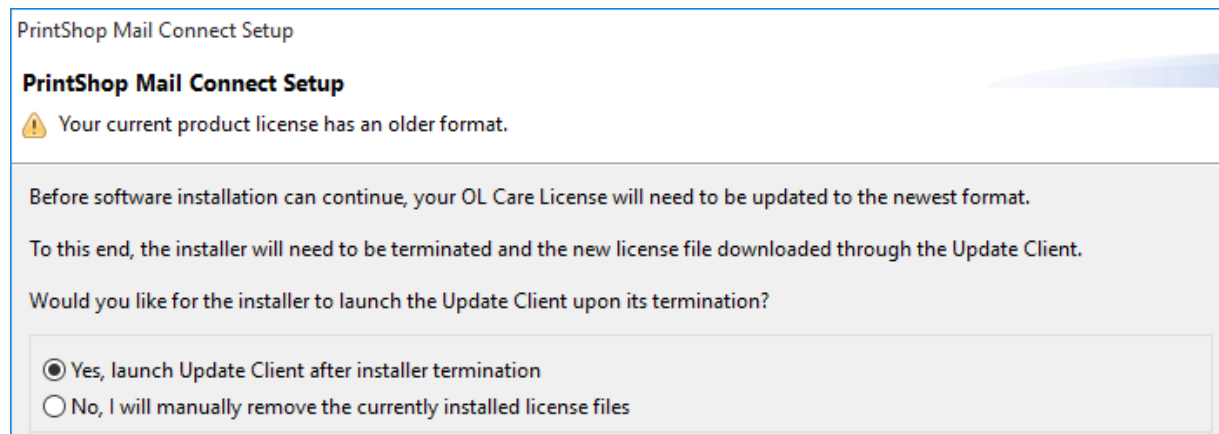 PrintShop Mail Connect Setup
PrintShop Mail Connect Setup
Your current product license has an older format.
Before software installation can continue, your OL Care License will need to be updated to the newest format.
To this end, the installer will need to be terminated and the new license file downloaded through the Update Client.
Would you like for the installer to launch the Update Client upon its termination?
Yes, launch Update Client after installer termination
No, I will manually remove the currently installed license files